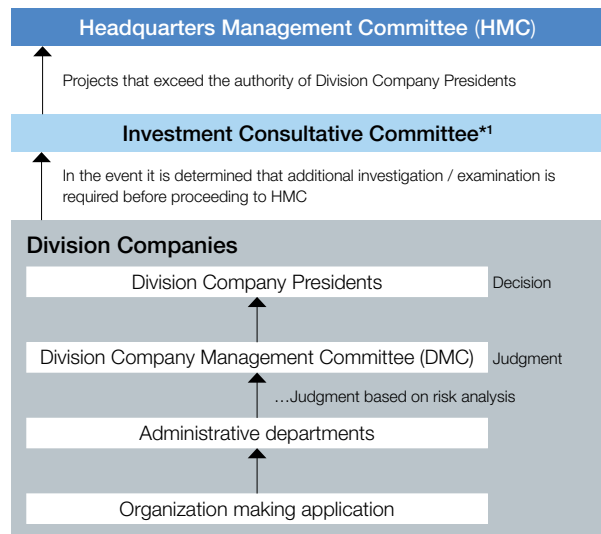 Headquarters Management Committee (HMC)
Projects that exceed the authority of Division Company Presidents
Investment Consultative Committee*1
In the event it is determined that additional investigation / examination is
required before proceeding to HMC
Division Companies
Division Company Presidents
Decision
Division Company Management Committee (DMC)
Judgment
…Judgment based on risk analysis
Administrative departments
Organization making application